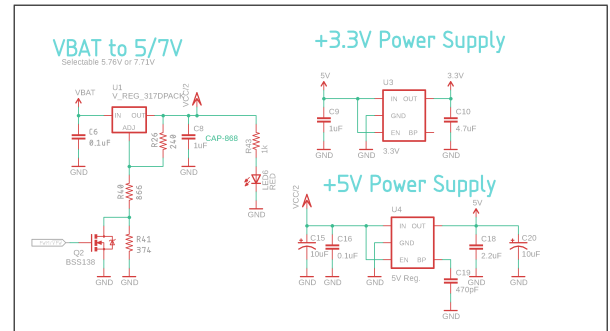 VBAT to 5/7V
Selectable 5.76V or 7.71V
VBAT
U1
V_REG_317DPACK
VCC/2
IN OUT
ADJ
C6
0.1uF
GND
R26
240
C8
1uF
GND
CAP-868
R43
1k
LED6
RED
GND
R40
866
Q2
BSS138
R41
374
GND
GND
+3.3V Power Supply
5V
U3
3.3V
IN OUT
GND
EN BP
C9
1uF
C10
4.7uF
GND
GND
3.3V
GND
+5V Power Supply
VCC/2
U4
5V
IN OUT
GND
EN BP
C15
10uF
C16
0.1uF
C18
2.2uF
C20
10uF
C19
470pF
GND
GND
GND
5V Reg.
GND
GND
GND